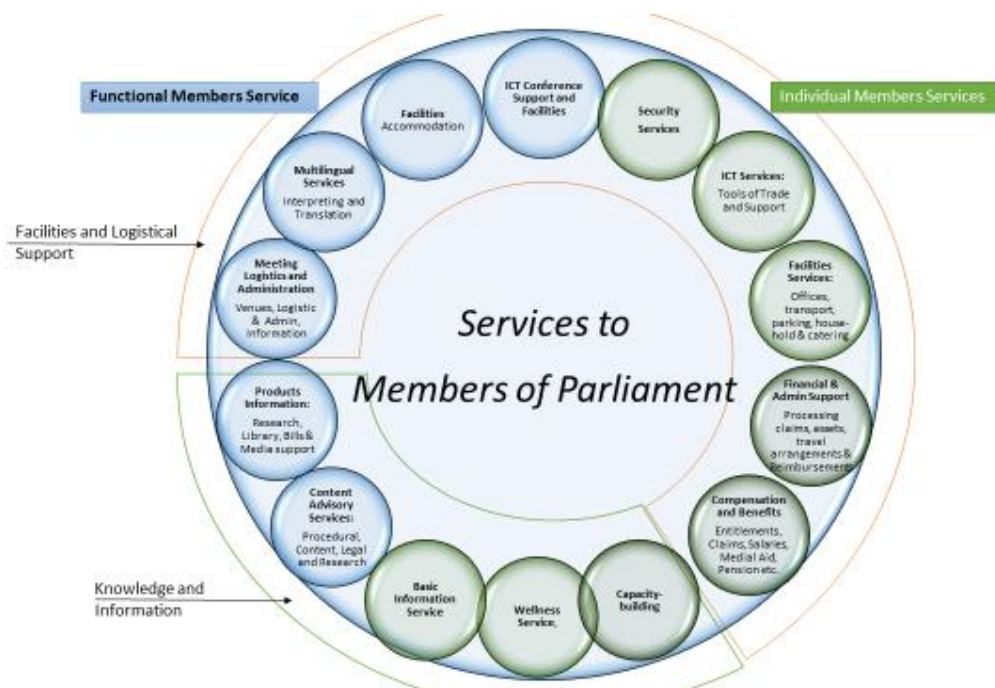 Functional Members Service
Individual Members Services
Facilities and Logistical
Support
Knowledge and
Information
Services to
Members of Parliament
ICT Conference
Support and
Facilities
Security
Services
ICT Services:
Tools of Trade
and Support
Facilities
Services:
Offices,
transport,
parking, house-
hold & catering
Financial &
Admin Support
Processing
claims, assets,
travel
arrangements &
Reimbursements
Compensation
and Benefits
Entitlements,
Claims, Salaries,
Medial Aid,
Pension etc.
Capacity-
building
Wellness
Service,
Basic
Information
Service
Content
Advisory
Services:
Procedural,
Content, Legal
and Research
Products
Information:
Research,
Library, Bills &
Media support
Meeting
Logistics and
Administration
Venues, Logistic
& Admin,
Information
Multilingual
Services
Interpreting and
Translation
Facilities
Accommodation